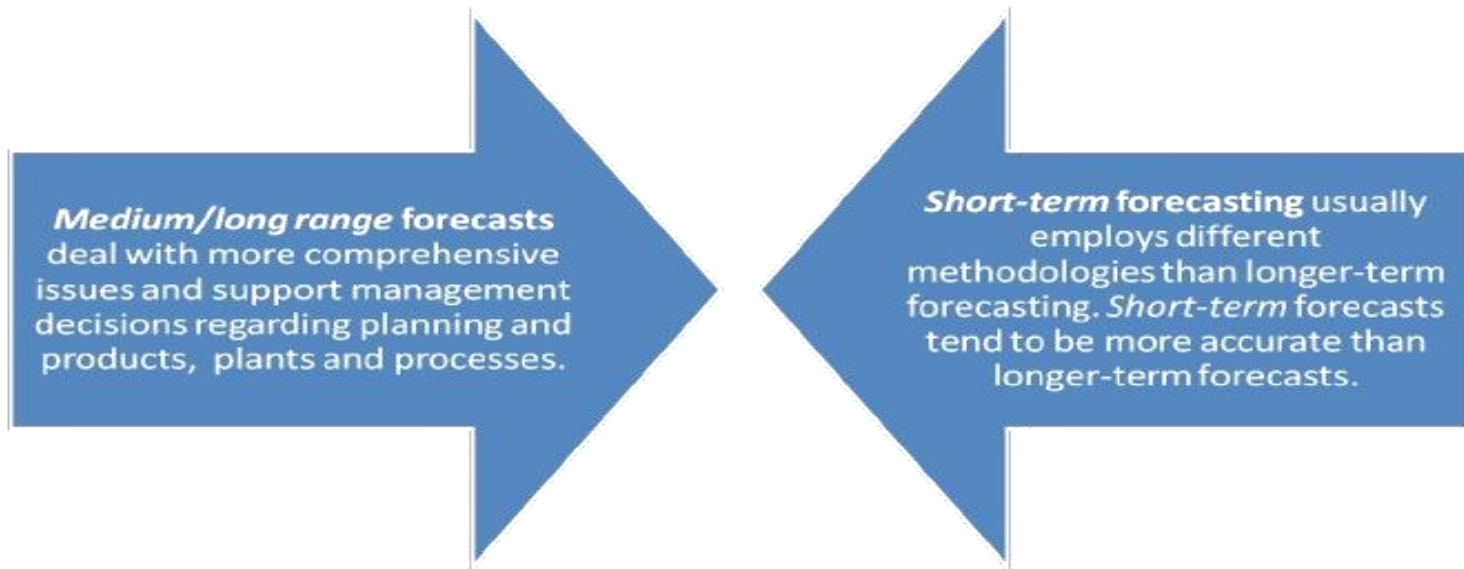 Medium/long range forecasts
deal with more comprehensive
issues and support management
decisions regarding planning and
products, plants and processes.
Short-term forecasting usually
employs different
methodologies than longer-term
forecasting. Short-term forecasts
tend to be more accurate than
longer-term forecasts.